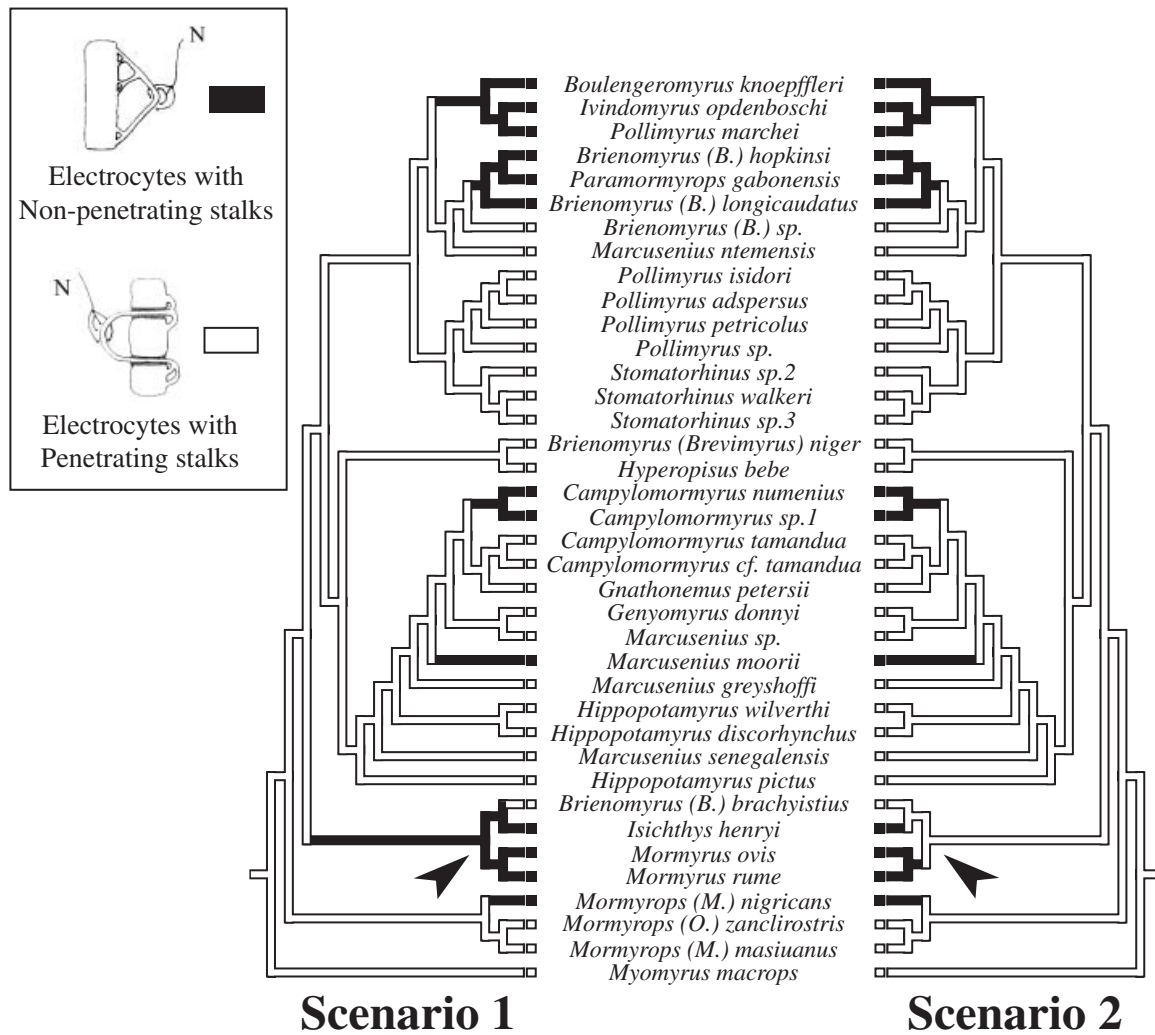 N
Electrocytes with
Non-penetrating stalks
N
Electrocytes with
Penetrating stalks
Boulengeromyrus knoepffleri
Ivindomyrus opdenboschi
Pollimyrus marchei
Brienomyrus (B.) hopkinsi
Paramormyrops gabonensis
Brienomyrus (B.) longicaudatus
Brienomyrus (B.) sp.
Marcusenius ntemensis
Pollimyrus isidori
Pollimyrus adspersus
Pollimyrus petricolus
Pollimyrus sp.
Stomatorhinus sp.2
Stomatorhinus walkeri
Stomatorhinus sp.3
Brienomyrus (Brevimyrus) niger
Hyperopisus bebe
Campylomormyrus numenius
Campylomormyrus sp.1
Campylomormyrus tamandua
Campylomormyrus cf. tamandua
Gnathonemus petersii
Genyomyrus donnyi
Marcusenius sp.
Marcusenius moorii
Marcusenius greyshoffi
Hippopotamyrus wilverthi
Hippopotamyrus discorhynchus
Marcusenius senegalensis
Hippopotamyrus pictus
Brienomyrus (B.) brachyistius
Isichthys henryi
Mormyrus ovis
Mormyrus rume
Mormyrops (M.) nigricans
Mormyrops (O.) zanclirostris
Mormyrops (M.) masiuanus
Myomyrus macrops
Scenario 1
Scenario 2